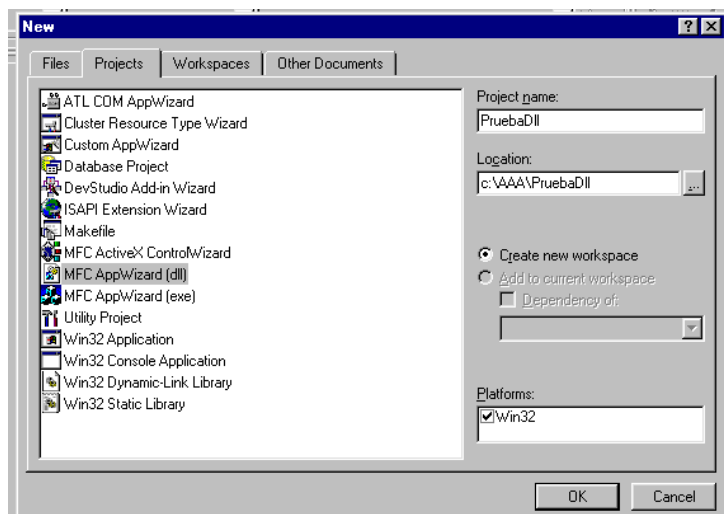 New
Files Projects Workspaces Other Documents
ATL COM AppWizard
Cluster Resource Type Wizard
Custom AppWizard
Database Project
DevStudio Add-in Wizard
ISAPI Extension Wizard
Makefile
MFC ActiveX ControlWizard
MFC AppWizard (dll)
MFC AppWizard (exe)
Utility Project
Win32 Application
Win32 Console Application
Win32 Dynamic-Link Library
Win32 Static Library
Project name:
PruebaDll
Location:
c:\AAA\PruebaDll
...
Create new workspace
Add to current workspace
Dependency of:
Platforms:
Win32
OK Cancel